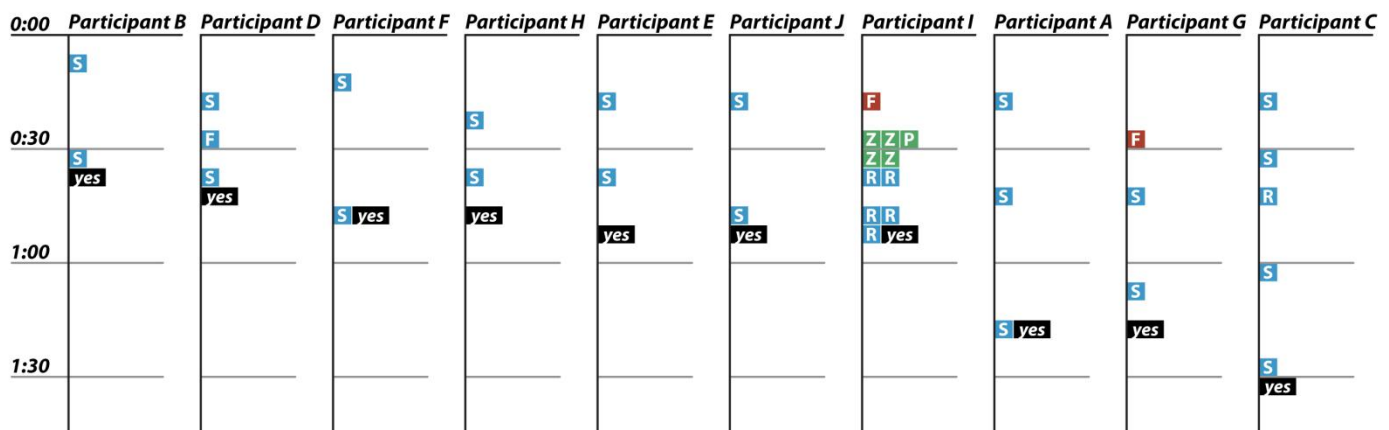 0:00 Participant B Participant D Participant F Participant H Participant E Participant J Participant I Participant A Participant G Participant C
S
S
S S S F S S
S
0:30 F Z Z P F
S Z Z S
yes S S S R R
yes S S R
S yes yes S R R
yes yes R yes
1:00
S
S
S yes yes
1:30
S
yes